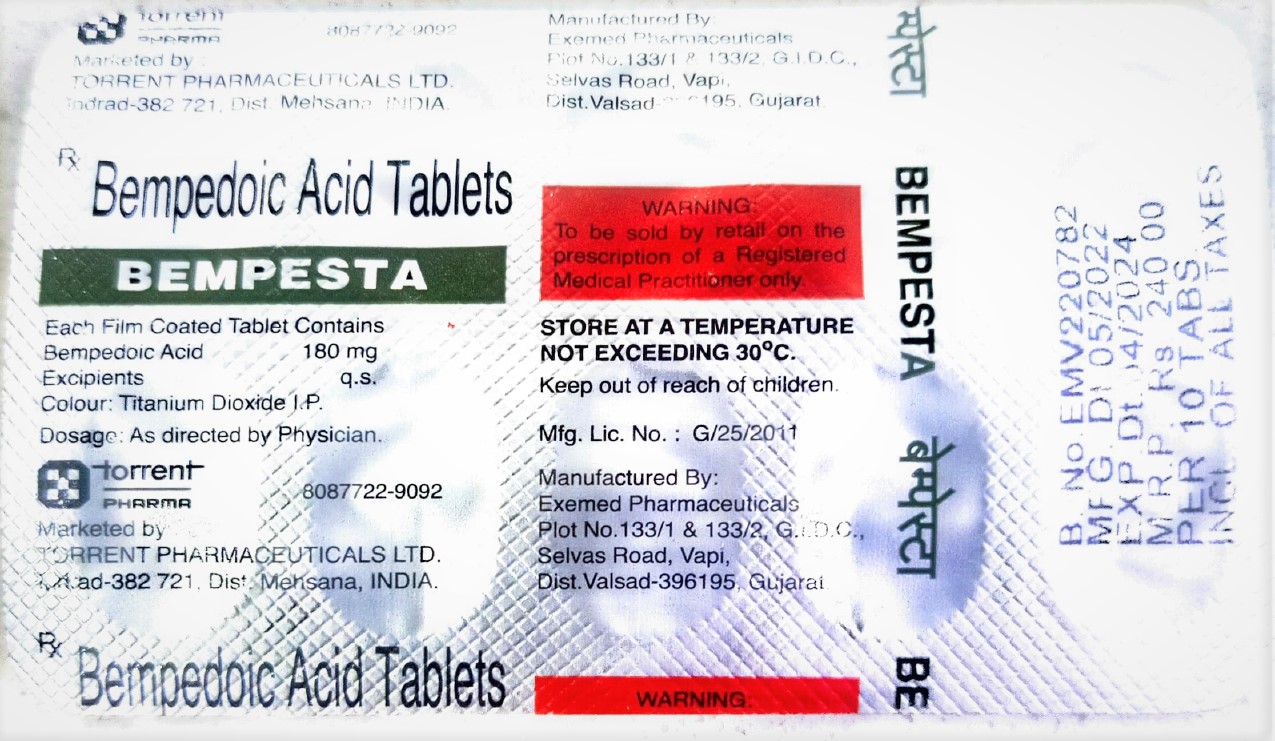 torrent
PHARMA
8087722-9092
Marketed by
TORRENT PHARMACEUTICALS LTD.
Indrad-382 721, Dist. Mehsana, INDIA.
Manufactured By:
Exemed Pharmaceuticals
Plot No.133/1 & 133/2, G.I.D.C.,
Selvas Road, Vapi,
Dist.Valsad- 6195, Gujarat
Rx
Bempedoic Acid Tablets
BEMPESTA
Each Film Coated Tablet Contains
Bempedoic Acid 180 mg
Excipients q.s.
Colour: Titanium Dioxide I.P.
Dosage: As directed by Physician.
torrent
PHARMA
8087722-9092
Marketed by
TORRENT PHARMACEUTICALS LTD.
382 721, Dist. Mehsana, INDIA.
WARNING:
To be sold by retail on the
prescription of a Registered
Medical Practitioner only.
STORE AT A TEMPERATURE
NOT EXCEEDING 30°C.
Keep out of reach of children.
Mfg. Lic. No. : G/25/2011
Manufactured By:
Exemed Pharmaceuticals
Plot No.133/1 & 133/2, G.I.D.C.,
Selvas Road, Vapi,
Dist.Valsad-396195, Gujarat
Rx
Bempedoic Acid Tablets
WARNING:
BEMPESTA
बेम्पेस्टा
BE
B. No. EMV220782
MFG. Dt 05/2022
EXP. Dt. 04/2024
M.R.P. Rs 240.00
PER 10 TABS
INCL OF ALL TAXES